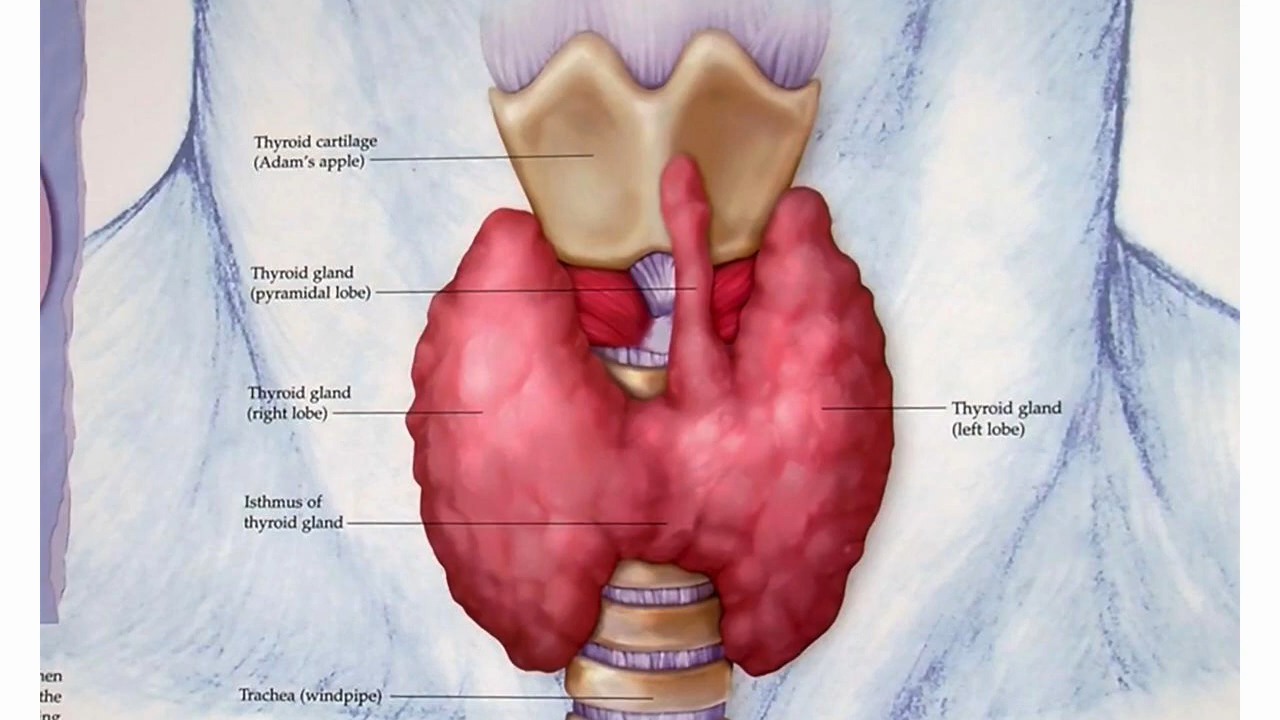 Thyroid cartilage
(Adam's apple)
Thyroid gland
(pyramidal lobe)
Thyroid gland
(right lobe)
Thyroid gland
(left lobe)
Isthmus of
thyroid gland
Trachea (windpipe)
the